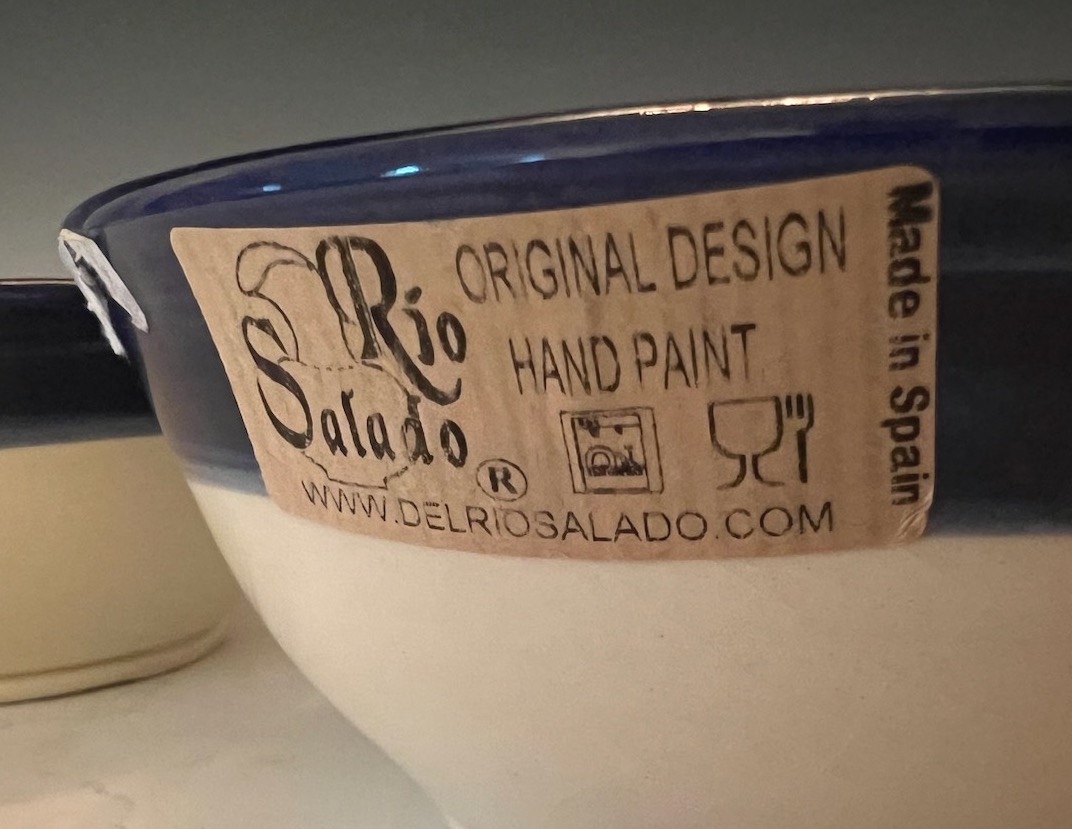 Río
Salado
®
ORIGINAL DESIGN
HAND PAINT
WWW.DELRIOSALADO.COM
Made in Spain